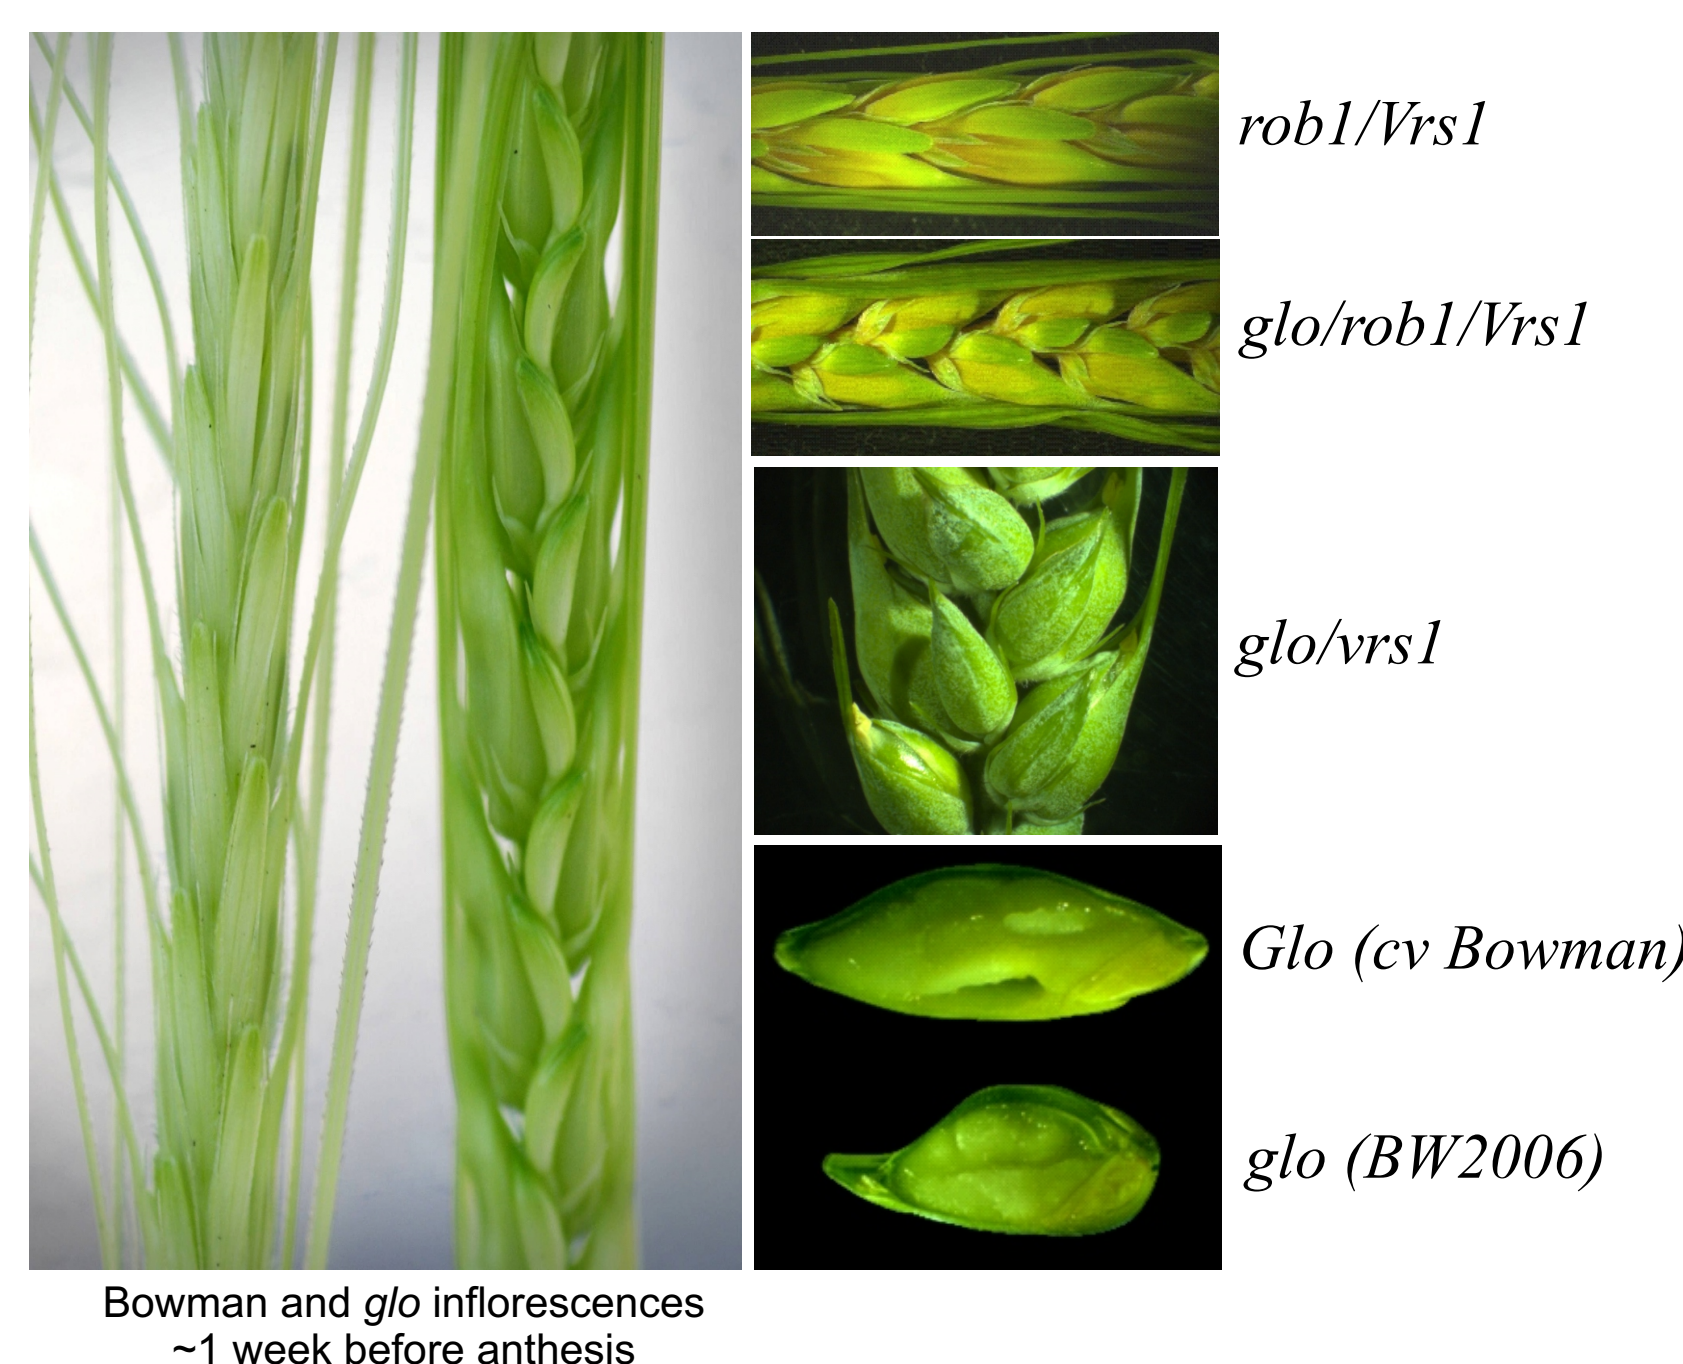 rob1/Vrs1
glo/rob1/Vrs1
glo/vrs1
Glo (cv Bowman)
glo (BW2006)
Bowman and glo inflorescences
~1 week before anthesis